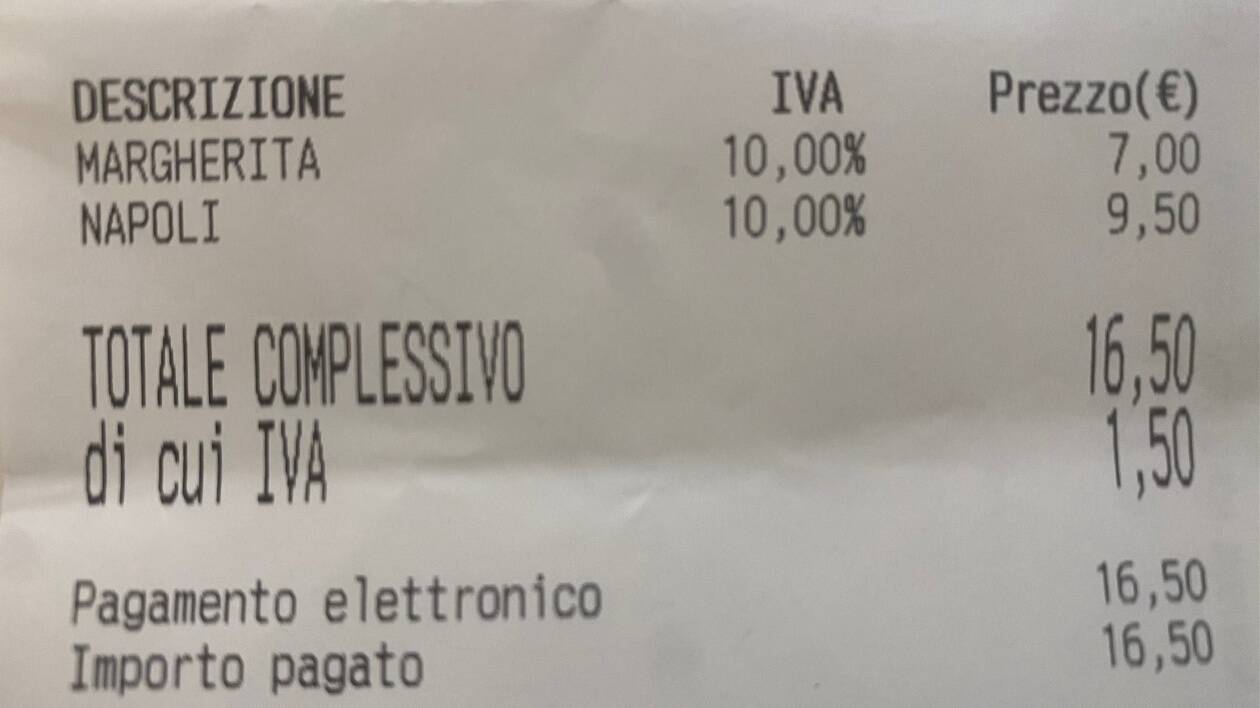 DESCRIZIONE IVA Prezzo(€)
MARGHERITA 10,00% 7,00
NAPOLI 10,00% 9,50
TOTALE COMPLESSIVO 16,50
di cui IVA 1,50
Pagamento elettronico 16,50
Importo pagato 16,50